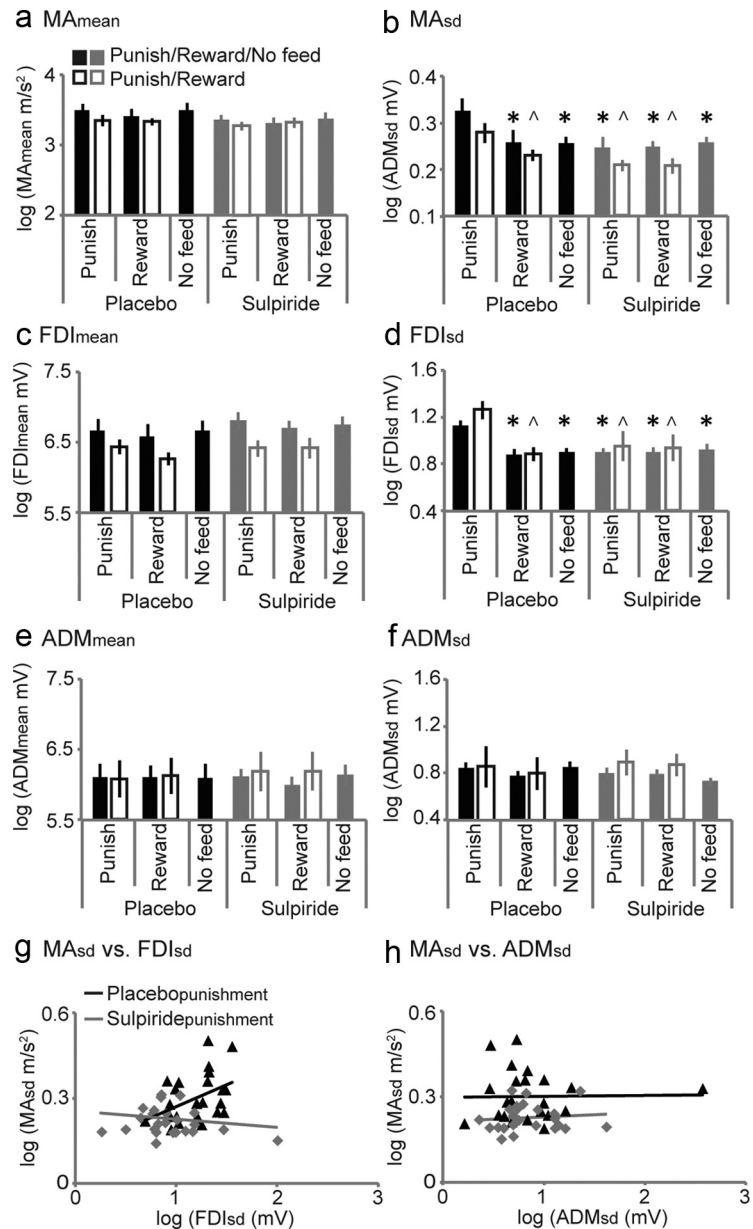 a MAmean
Punish/Reward/No feed
Punish/Reward
log (MAmean m/s²)
4
3
2
Punish
Reward
No feed
Punish
Reward
No feed
Placebo
Sulpiride
b MAsd
log (ADMsd mV)
0.4
0.3
0.2
0.1
* ^ * * ^ * ^ *
Punish
Reward
No feed
Punish
Reward
No feed
Placebo
Sulpiride
c FDImean
log (FDImean mV)
7.5
6.5
5.5
Punish
Reward
No feed
Punish
Reward
No feed
Placebo
Sulpiride
d FDIsd
log (FDIsd mV)
1.6
1.2
0.8
0.4
* ^ * * ^ * ^ *
Punish
Reward
No feed
Punish
Reward
No feed
Placebo
Sulpiride
e ADMmean
log (ADMmean mV)
7.5
6.5
5.5
Punish
Reward
No feed
Punish
Reward
No feed
Placebo
Sulpiride
f ADMsd
log (ADMsd mV)
1.6
1.2
0.8
0.4
Punish
Reward
No feed
Punish
Reward
No feed
Placebo
Sulpiride
g MAsd vs. FDIsd
Placebopunishment
Sulpiridepunishment
log (MAsd m/s²)
0.6
0.3
0
0 1 2 3
log (FDIsd (mV)
h MAsd vs. ADMsd
log (MAsd m/s²)
0.6
0.3
0
0 1 2 3
log (ADMsd (mV)